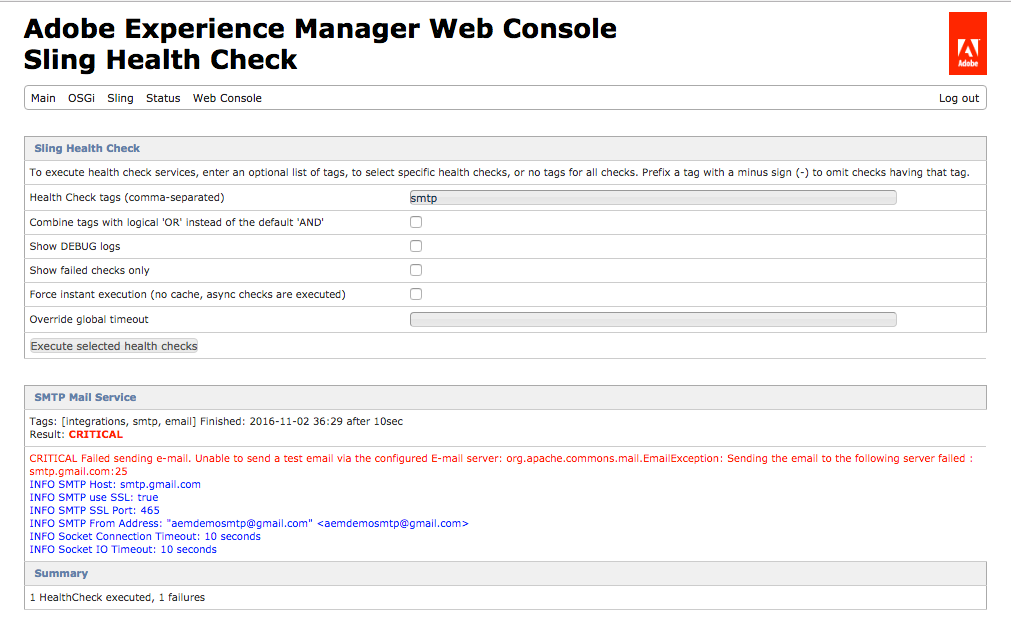 Adobe Experience Manager Web Console
Sling Health Check
Adobe
Main OSGi Sling Status Web Console Log out
Sling Health Check
To execute health check services, enter an optional list of tags, to select specific health checks, or no tags for all checks. Prefix a tag with a minus sign (-) to omit checks having that tag.
Health Check tags (comma-separated) smtp
Combine tags with logical 'OR' instead of the default 'AND'
Show DEBUG logs
Show failed checks only
Force instant execution (no cache, async checks are executed)
Override global timeout
Execute selected health checks
SMTP Mail Service
Tags: [integrations, smtp, email] Finished: 2016-11-02 36:29 after 10sec
Result: CRITICAL
CRITICAL Failed sending e-mail. Unable to send a test email via the configured E-mail server: org.apache.commons.mail.EmailException: Sending the email to the following server failed :
smtp.gmail.com:25
INFO SMTP Host: smtp.gmail.com
INFO SMTP use SSL: true
INFO SMTP SSL Port: 465
INFO SMTP From Address: "aemdemosmtp@gmail.com" <aemdemosmtp@gmail.com>
INFO Socket Connection Timeout: 10 seconds
INFO Socket IO Timeout: 10 seconds
Summary
1 HealthCheck executed, 1 failures